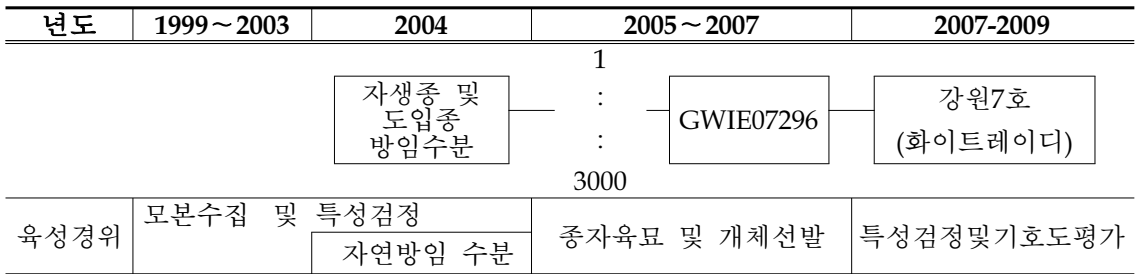 년도 1999～2003 2004 2005～2007 2007-2009
1
자생종 및 : 강원7호
도입종 GWIE07296
방임수분 : (화이트레이디)
3000
육성경위 모본수집 및 특성검정 종자육묘 및 개체선발 특성검정및기호도평가
자연방임 수분